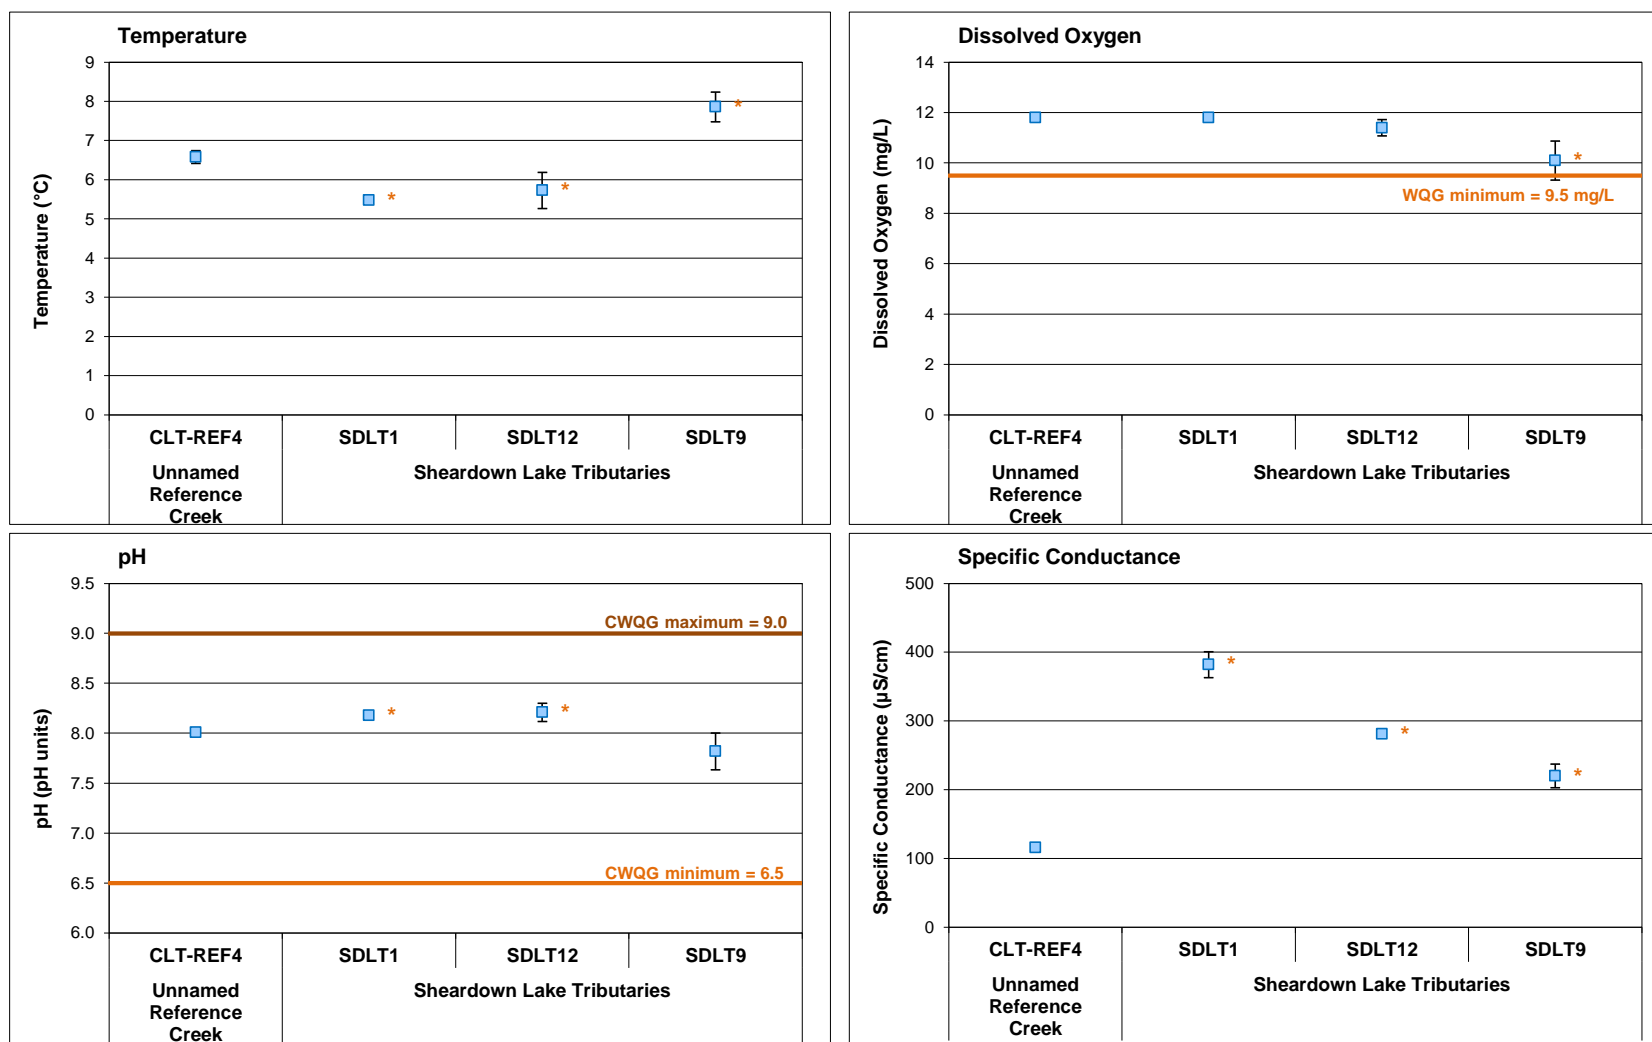 Temperature
Temperature (°C)
9
8
7
6
5
4
3
2
1
0
*
*
*
CLT-REF4
SDLT1
SDLT12
SDLT9
Unnamed
Reference
Creek
Sheardown Lake Tributaries
Dissolved Oxygen
Dissolved Oxygen (mg/L)
14
12
10
8
6
4
2
0
*
WQG minimum = 9.5 mg/L
CLT-REF4
SDLT1
SDLT12
SDLT9
Unnamed
Reference
Creek
Sheardown Lake Tributaries
pH
pH (pH units)
9.5
9.0
8.5
8.0
7.5
7.0
6.5
6.0
CWQG maximum = 9.0
*
*
CWQG minimum = 6.5
CLT-REF4
SDLT1
SDLT12
SDLT9
Unnamed
Reference
Creek
Sheardown Lake Tributaries
Specific Conductance
Specific Conductance (µS/cm)
500
400
300
200
100
0
*
*
*
CLT-REF4
SDLT1
SDLT12
SDLT9
Unnamed
Reference
Creek
Sheardown Lake Tributaries